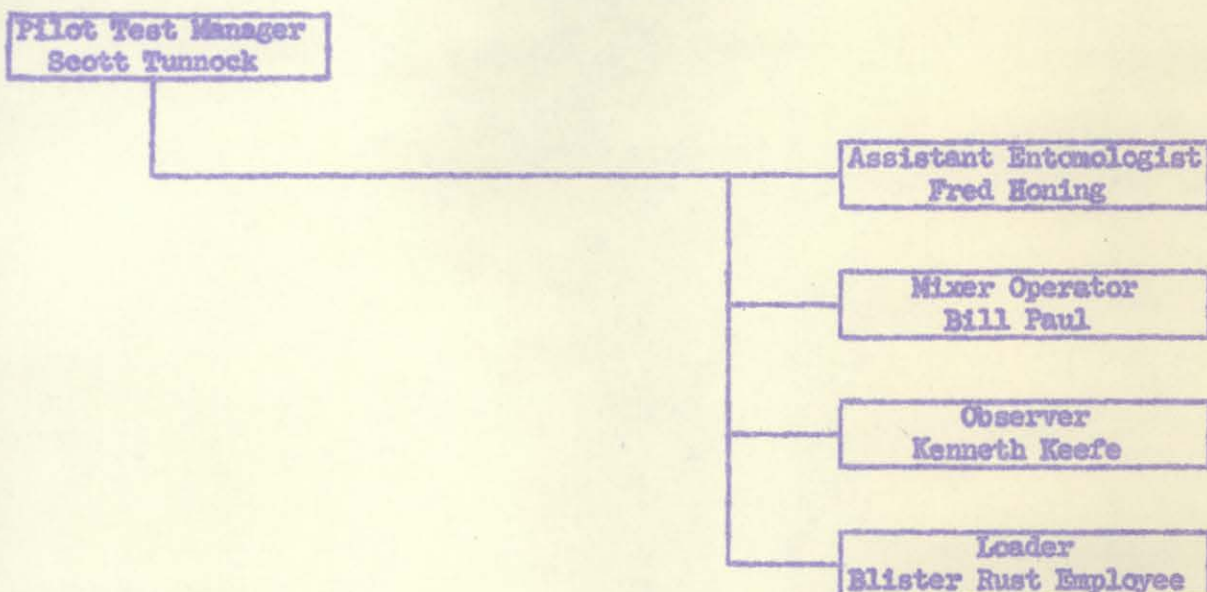 Pilot Test Manager
Scott Tunnock
Assistant Entomologist
Fred Honing
Mixer Operator
Bill Paul
Observer
Kenneth Keefe
Loader
Blister Rust Employee